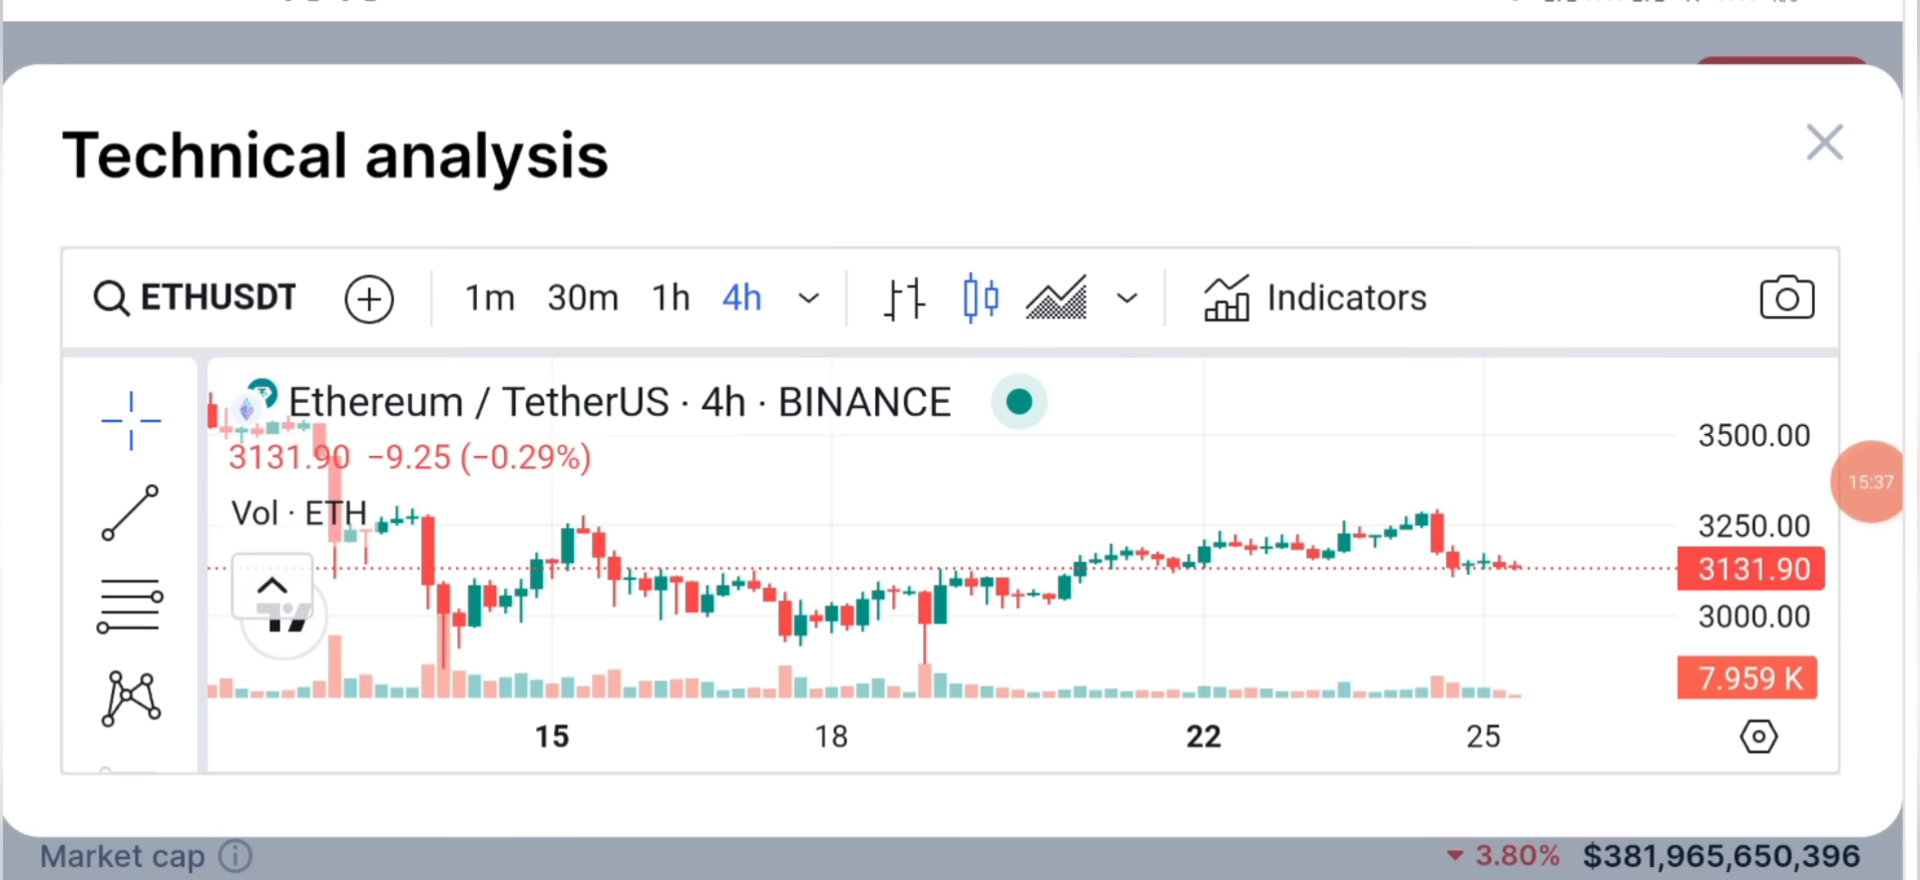 Technical analysis
ETHUSDT 1m 30m 1h 4h Indicators
Ethereum / TetherUS · 4h · BINANCE
3131.90 −9.25 (−0.29%)
Vol · ETH
3500.00
15:37
3250.00
3131.90
3000.00
7.959 K
15 18 22 25
Market cap 3.80% $381,965,650,396